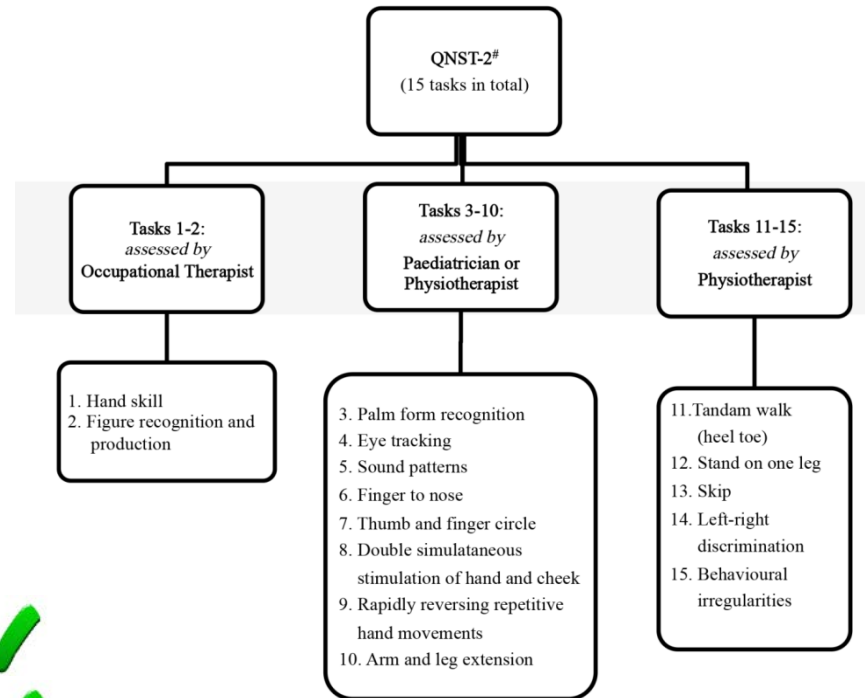 QNST-2#
(15 tasks in total)
Tasks 1-2:
assessed by
Occupational Therapist
Tasks 3-10:
assessed by
Paediatrician or
Physiotherapist
Tasks 11-15:
assessed by
Physiotherapist
1. Hand skill
2. Figure recognition and
production
3. Palm form recognition
4. Eye tracking
5. Sound patterns
6. Finger to nose
7. Thumb and finger circle
8. Double simulataneous
stimulation of hand and cheek
9. Rapidly reversing repetitive
hand movements
10. Arm and leg extension
11.Tandam walk
(heel toe)
12. Stand on one leg
13. Skip
14. Left-right
discrimination
15. Behavioural
irregularities